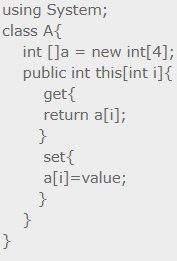 using System;
class A{
int []a = new int[4];
public int this[int i]{
get{
return a[i];
}
set{
a[i]=value;
}
}
}